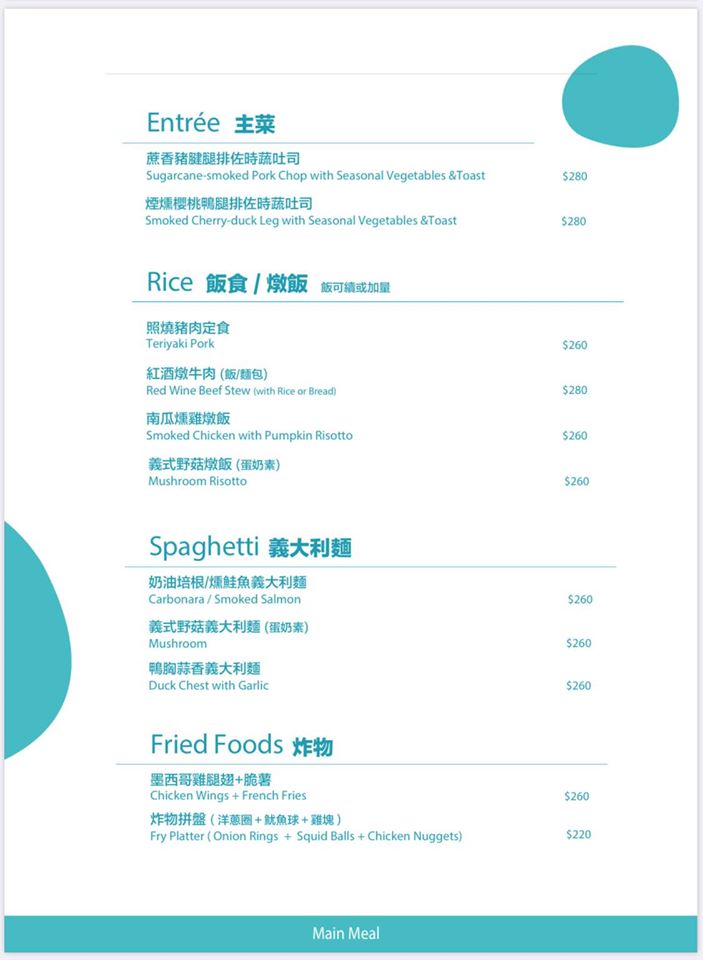 Entrée 主菜
蔗香豬腱腿排佐時蔬吐司
Sugarcane-smoked Pork Chop with Seasonal Vegetables &Toast $280
煙燻櫻桃鴨腿排佐時蔬吐司
Smoked Cherry-duck Leg with Seasonal Vegetables &Toast $280
Rice 飯食 / 燉飯 飯可續或加量
照燒豬肉定食
Teriyaki Pork $260
紅酒燉牛肉 (飯/麵包)
Red Wine Beef Stew (with Rice or Bread) $280
南瓜燻雞燉飯
Smoked Chicken with Pumpkin Risotto $260
義式野菇燉飯 (蛋奶素)
Mushroom Risotto $260
Spaghetti 義大利麵
奶油培根/燻鮭魚義大利麵
Carbonara / Smoked Salmon $260
義式野菇義大利麵 (蛋奶素)
Mushroom $260
鴨胸蒜香義大利麵
Duck Chest with Garlic $260
Fried Foods 炸物
墨西哥雞腿翅+脆薯
Chicken Wings + French Fries $260
炸物拼盤 ( 洋蔥圈 + 魷魚球 + 雞塊 )
Fry Platter ( Onion Rings + Squid Balls + Chicken Nuggets) $220
Main Meal